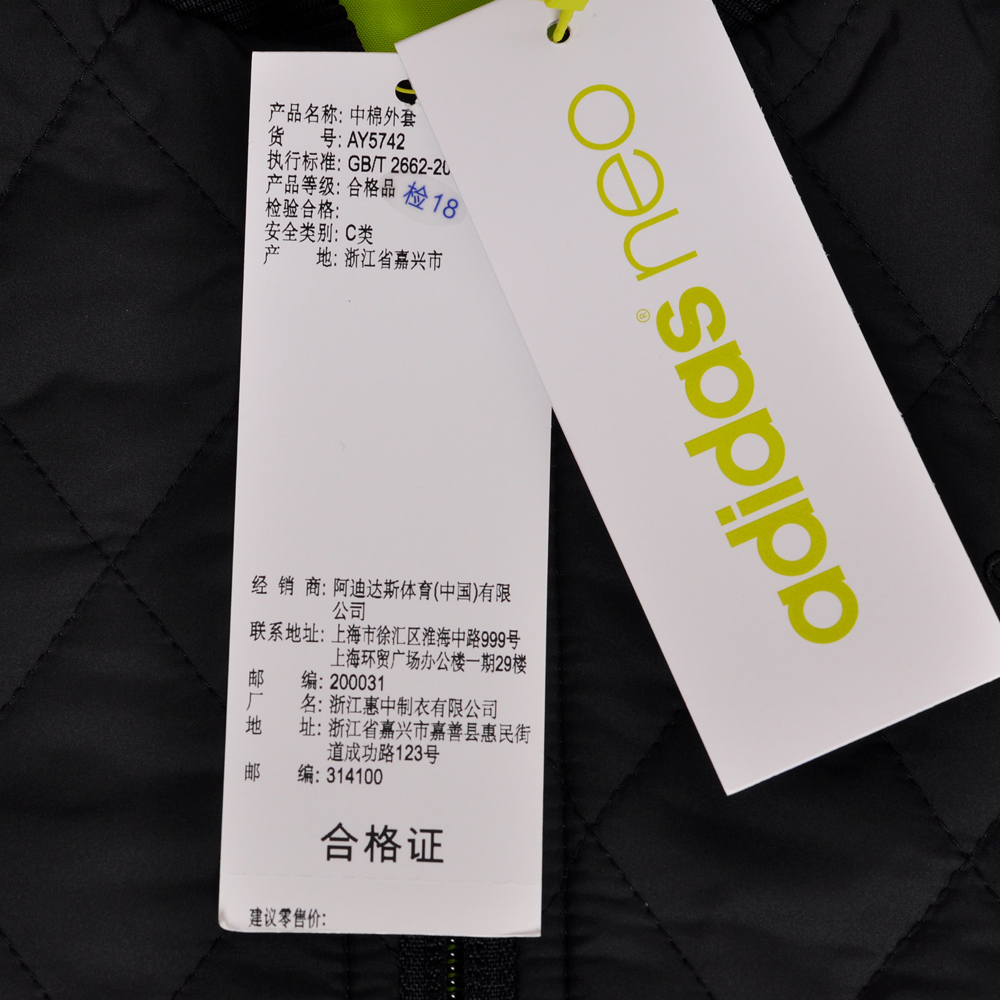 产品名称: 中棉外套
货 号: AY5742
执行标准: GB/T 2662-20
产品等级: 合格品
检18
检验合格:
安全类别: C类
产 地: 浙江省嘉兴市
经 销 商: 阿迪达斯体育(中国)有限
公司
联系地址: 上海市徐汇区淮海中路999号
上海环贸广场办公楼一期29楼
邮 编: 200031
厂 名: 浙江惠中制衣有限公司
地 址: 浙江省嘉兴市嘉善县惠民街
道成功路123号
邮 编: 314100
合格证
建议零售价:
adidas® neo